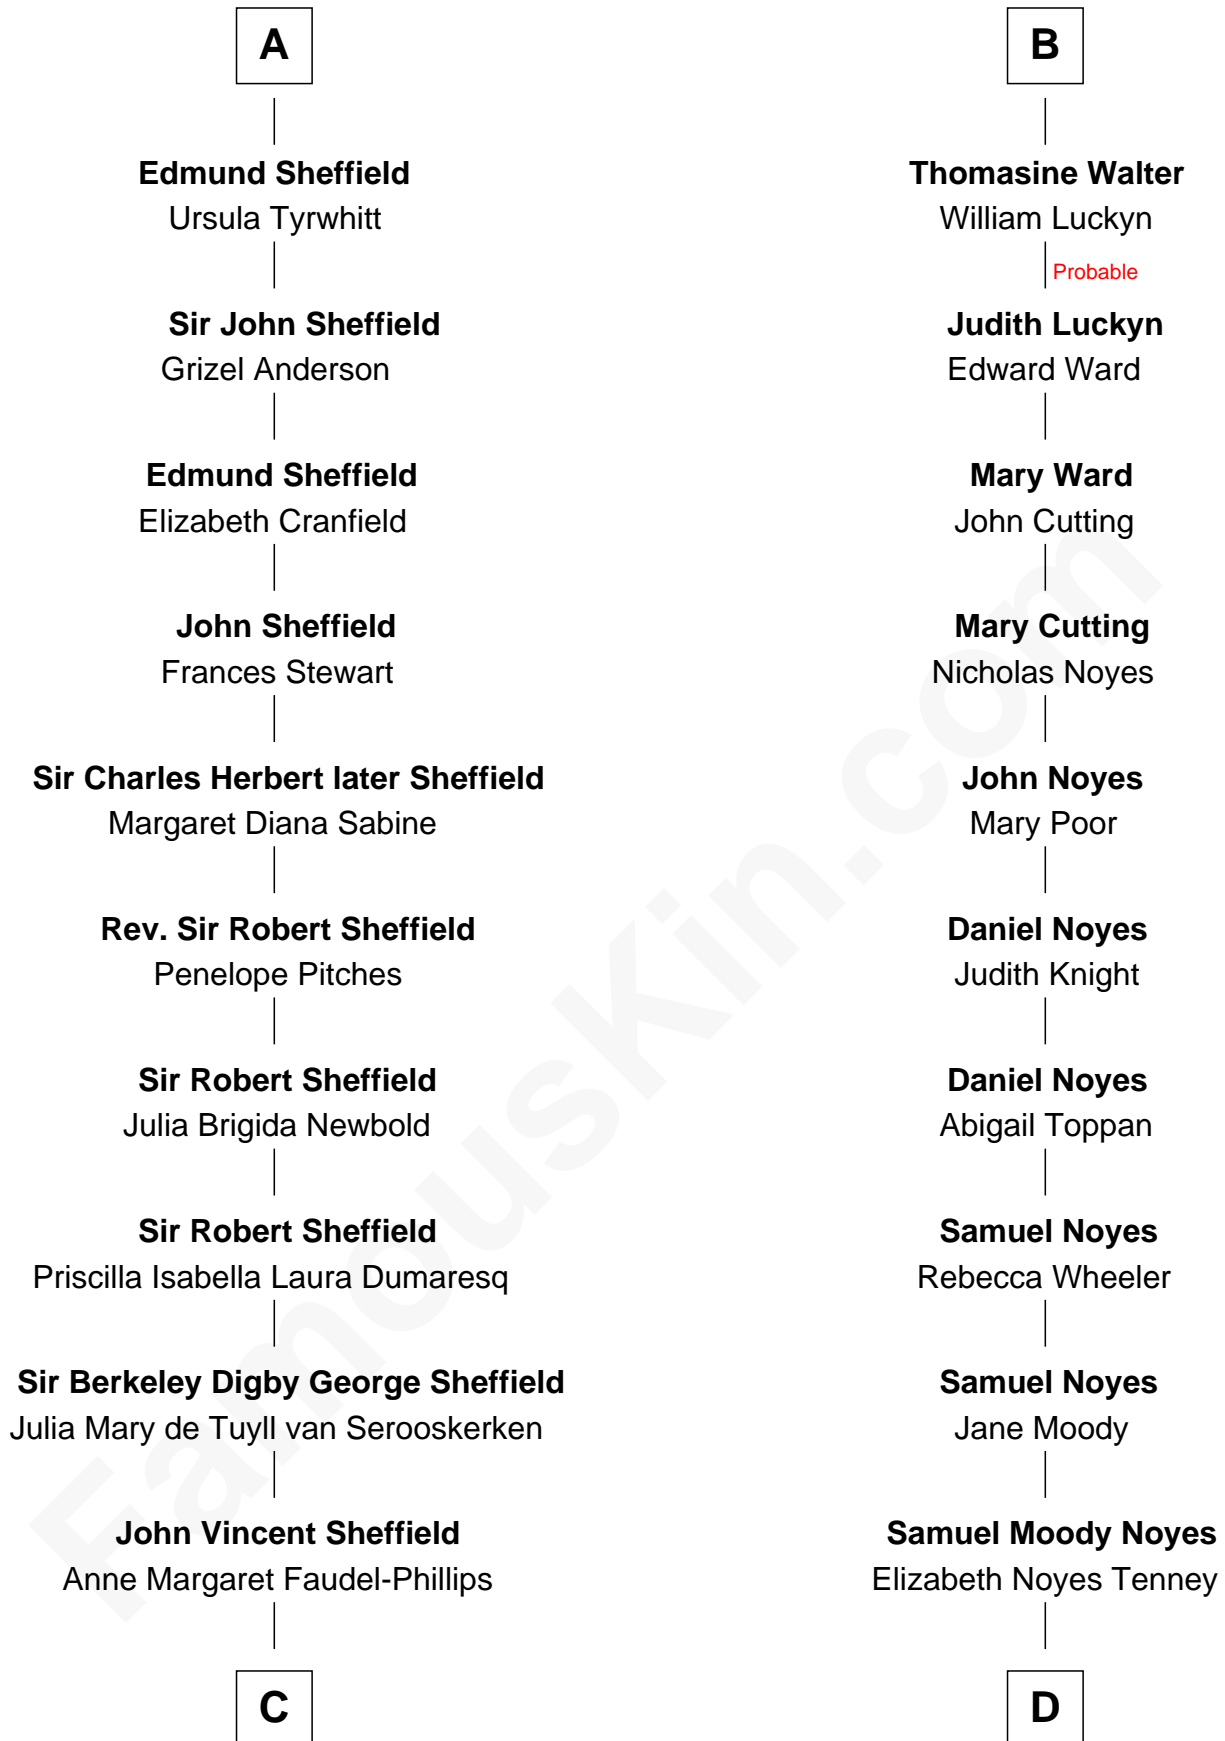 A
Edmund Sheffield
Ursula Tyrwhitt
Sir John Sheffield
Grizel Anderson
Edmund Sheffield
Elizabeth Cranfield
John Sheffield
Frances Stewart
Sir Charles Herbert later Sheffield
Margaret Diana Sabine
Rev. Sir Robert Sheffield
Penelope Pitches
Sir Robert Sheffield
Julia Brigida Newbold
Sir Robert Sheffield
Priscilla Isabella Laura Dumaresq
Sir Berkeley Digby George Sheffield
Julia Mary de Tuyll van Serooskerken
John Vincent Sheffield
Anne Margaret Faudel-Phillips
C
B
Thomasine Walter
William Luckyn
Probable
Judith Luckyn
Edward Ward
Mary Ward
John Cutting
Mary Cutting
Nicholas Noyes
John Noyes
Mary Poor
Daniel Noyes
Judith Knight
Daniel Noyes
Abigail Toppan
Samuel Noyes
Rebecca Wheeler
Samuel Noyes
Jane Moody
Samuel Moody Noyes
Elizabeth Noyes Tenney
D
FamousKin.com